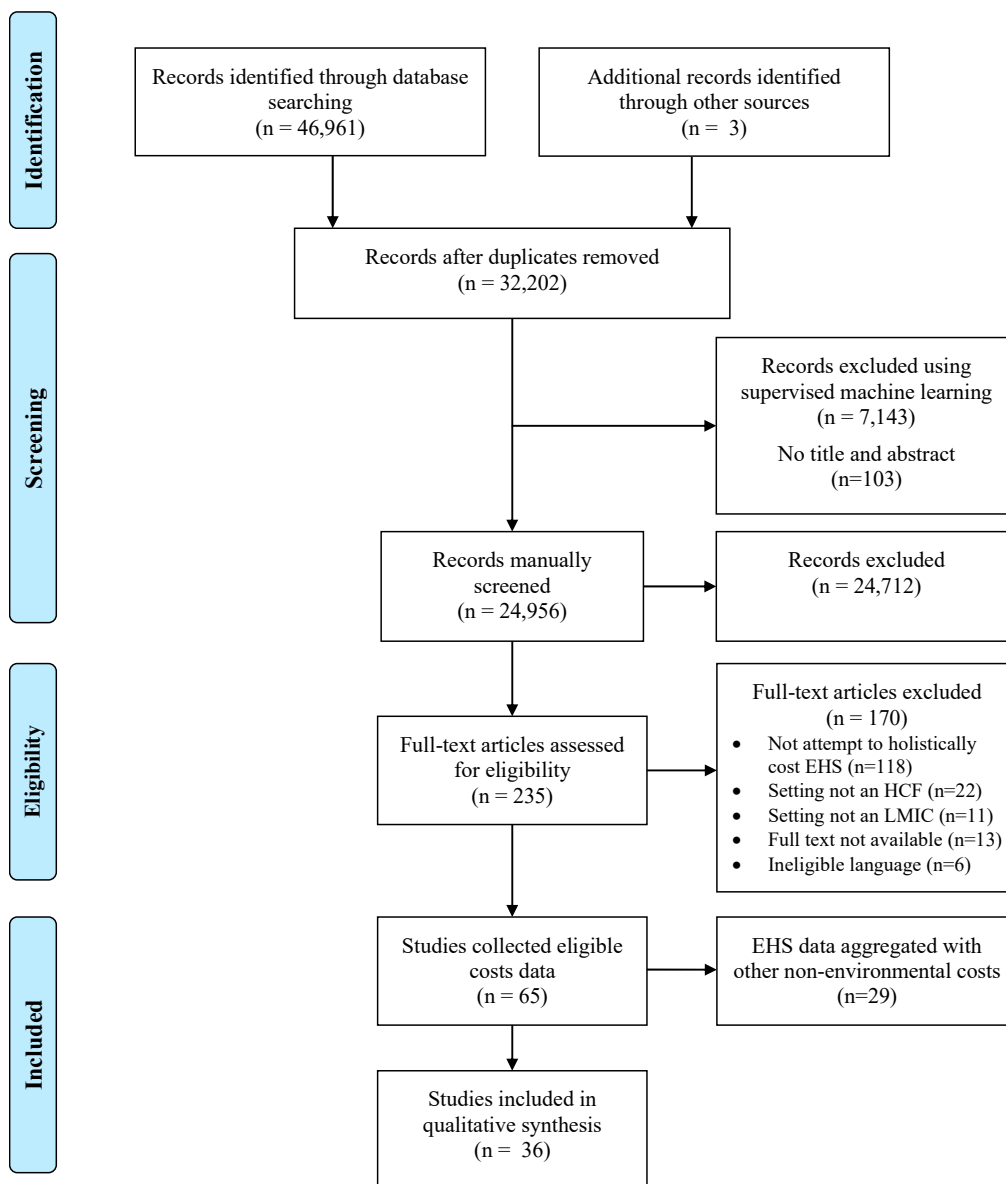 Identification
Records identified through database
searching
(n = 46,961)
Additional records identified
through other sources
(n = 3)
Records after duplicates removed
(n = 32,202)
Screening
Records excluded using
supervised machine learning
(n = 7,143)
No title and abstract
(n=103)
Records manually
screened
(n = 24,956)
Records excluded
(n = 24,712)
Eligibility
Full-text articles assessed
for eligibility
(n = 235)
Full-text articles excluded
(n = 170)
• Not attempt to holistically
cost EHS (n=118)
• Setting not an HCF (n=22)
• Setting not an LMIC (n=11)
• Full text not available (n=13)
• Ineligible language (n=6)
Included
Studies collected eligible
costs data
(n = 65)
EHS data aggregated with
other non-environmental costs
(n=29)
Studies included in
qualitative synthesis
(n = 36)